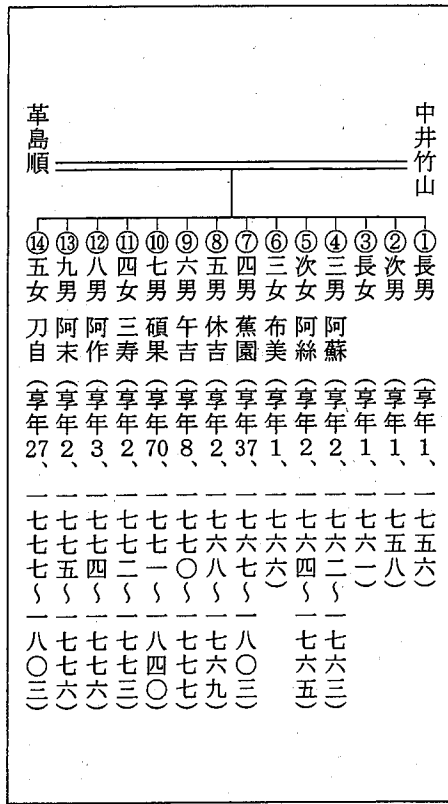 中井竹山
①長男（享年1、一七五六）
②次男（享年1、一七五八）
③長女（享年1、一七六一）
④三男　阿蘇（享年2、一七六二〜一七六三）
⑤次女　阿絲（享年2、一七六四〜一七六五）
⑥三女　布美（享年1、一七六六）
⑦四男　蕉園（享年37、一七六七〜一八〇三）
⑧五男　休吉（享年2、一七六八〜一七六九）
⑨六男　午吉（享年8、一七七〇〜一七七七）
⑩七男　碩果（享年70、一七七一〜一八四〇）
⑪四女　三寿（享年2、一七七二〜一七七三）
⑫八男　阿作（享年3、一七七四〜一七七六）
⑬九男　阿末（享年2、一七七五〜一七七六）
⑭五女　刀自（享年27、一七七七〜一八〇三）
革島順